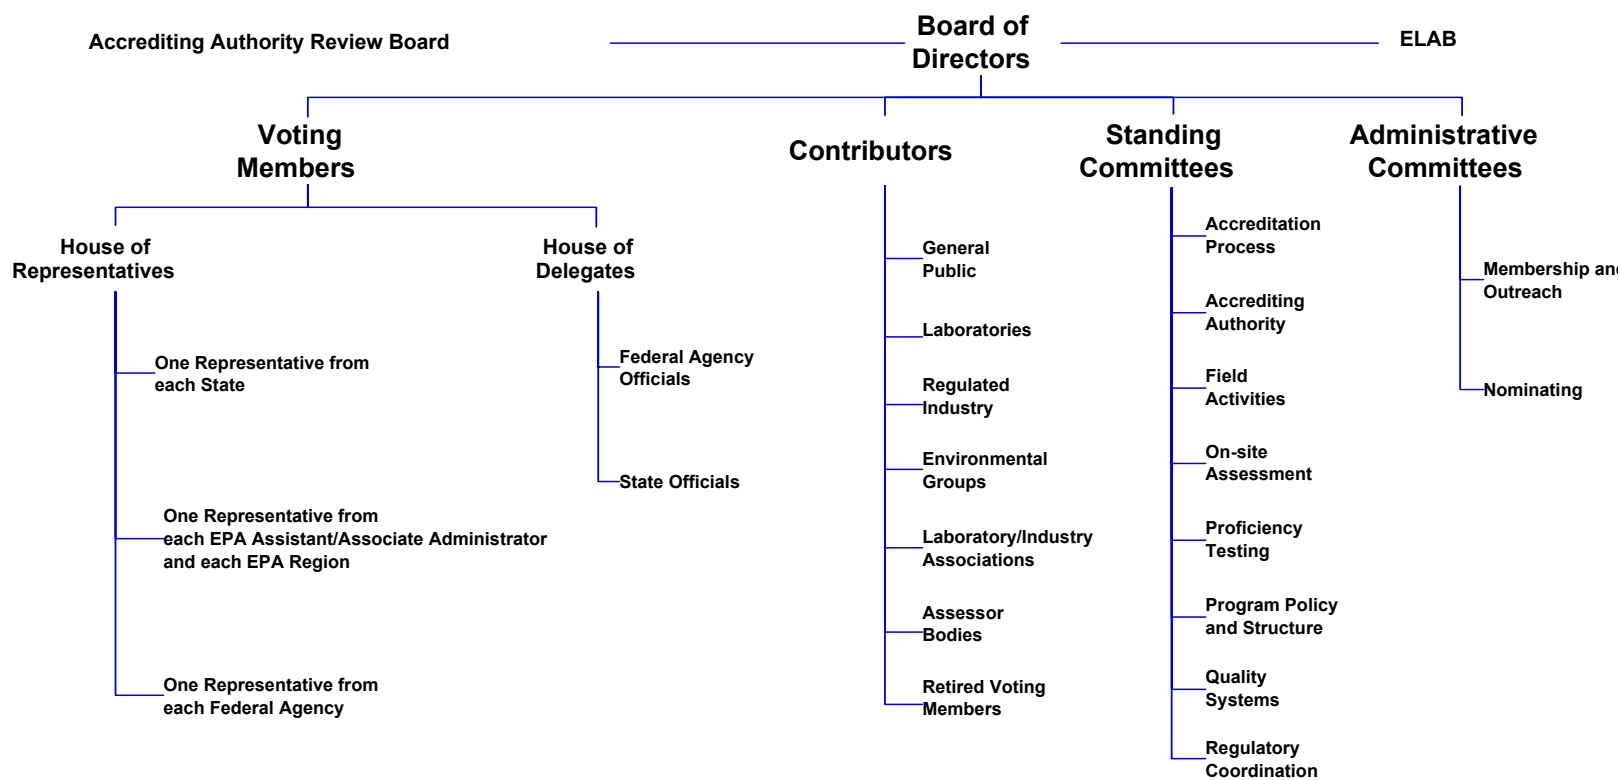 Accrediting Authority Review Board
Board of
Directors
ELAB
Voting
Members
House of
Representatives
One Representative from
each State
One Representative from
each EPA Assistant/Associate Administrator
and each EPA Region
One Representative from
each Federal Agency
House of
Delegates
Federal Agency
Officials
State Officials
Contributors
General
Public
Laboratories
Regulated
Industry
Environmental
Groups
Laboratory/Industry
Associations
Assessor
Bodies
Retired Voting
Members
Standing
Committees
Accreditation
Process
Accrediting
Authority
Field
Activities
On-site
Assessment
Proficiency
Testing
Program Policy
and Structure
Quality
Systems
Regulatory
Coordination
Administrative
Committees
Membership and
Outreach
Nominating